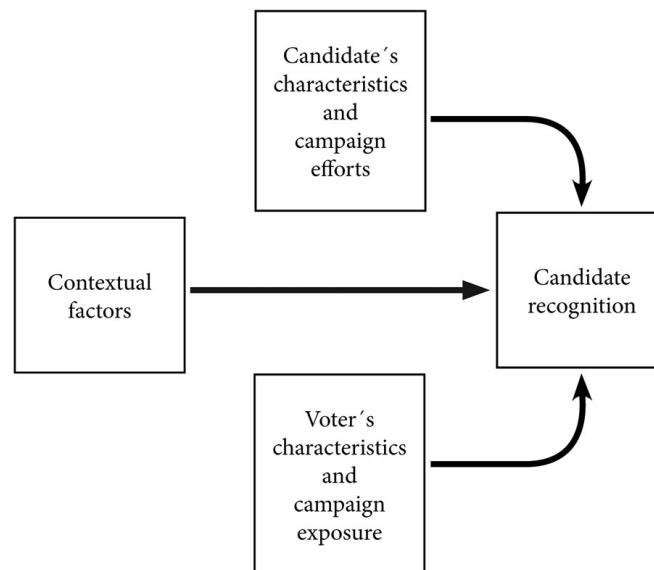 Candidate´s
characteristics
and
campaign
efforts
Contextual
factors
Candidate
recognition
Voter´s
characteristics
and
campaign
exposure